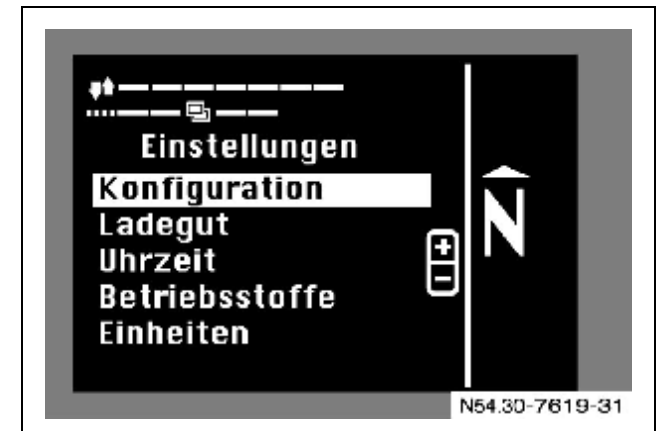 Einstellungen
Konfiguration
Ladegut
Uhrzeit
Betriebsstoffe
Einheiten
+
-
N
N54.30-7619-31